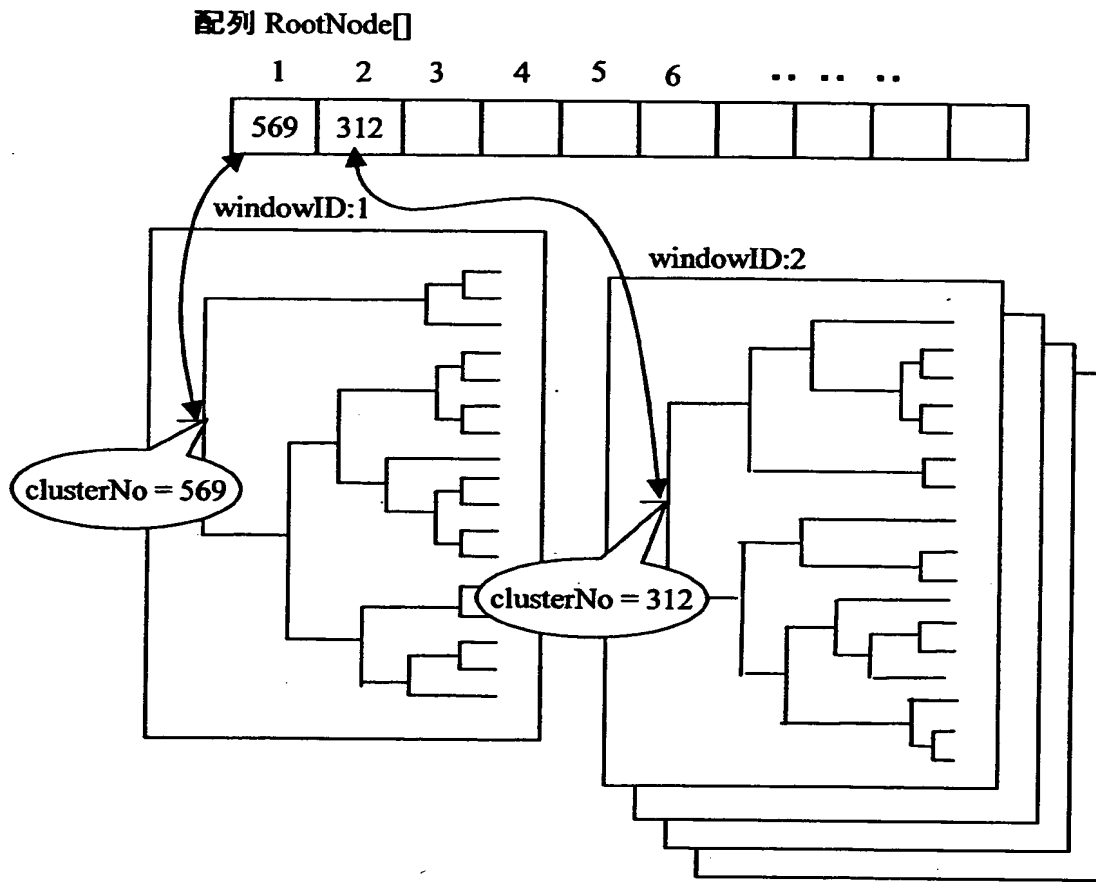 配列 RootNode[]
1 2 3 4 5 6 ‥ ‥ ‥
569 312
windowID:1
windowID:2
clusterNo = 569
clusterNo = 312